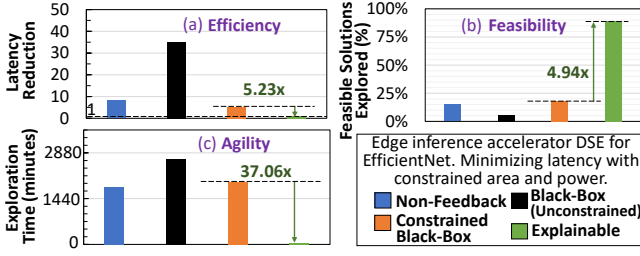 (a) Efficiency
Latency
Reduction
50
40
30
20
10
0
1
5.23x
(b) Feasibility
Feasible Solutions
Explored (%)
100%
75%
50%
25%
0%
4.94x
(c) Agility
Exploration
Time (minutes)
2880
1440
0
37.06x
Edge inference accelerator DSE for
EfficientNet. Minimizing latency with
constrained area and power.
Non-Feedback
Black-Box
(Unconstrained)
Constrained
Black-Box
Explainable